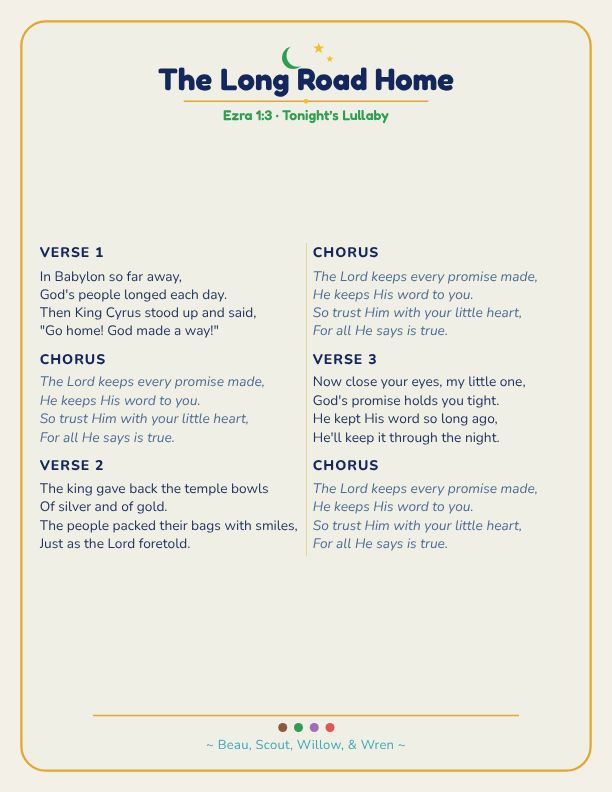 The Long Road Home
Ezra 1:3 · Tonight's Lullaby
VERSE 1
In Babylon so far away,
God's people longed each day.
Then King Cyrus stood up and said,
"Go home! God made a way!"
CHORUS
The Lord keeps every promise made,
He keeps His word to you.
So trust Him with your little heart,
For all He says is true.
VERSE 2
The king gave back the temple bowls
Of silver and of gold.
The people packed their bags with smiles,
Just as the Lord foretold.
CHORUS
The Lord keeps every promise made,
He keeps His word to you.
So trust Him with your little heart,
For all He says is true.
VERSE 3
Now close your eyes, my little one,
God's promise holds you tight.
He kept His word so long ago,
He'll keep it through the night.
CHORUS
The Lord keeps every promise made,
He keeps His word to you.
So trust Him with your little heart,
For all He says is true.
~ Beau, Scout, Willow, & Wren ~